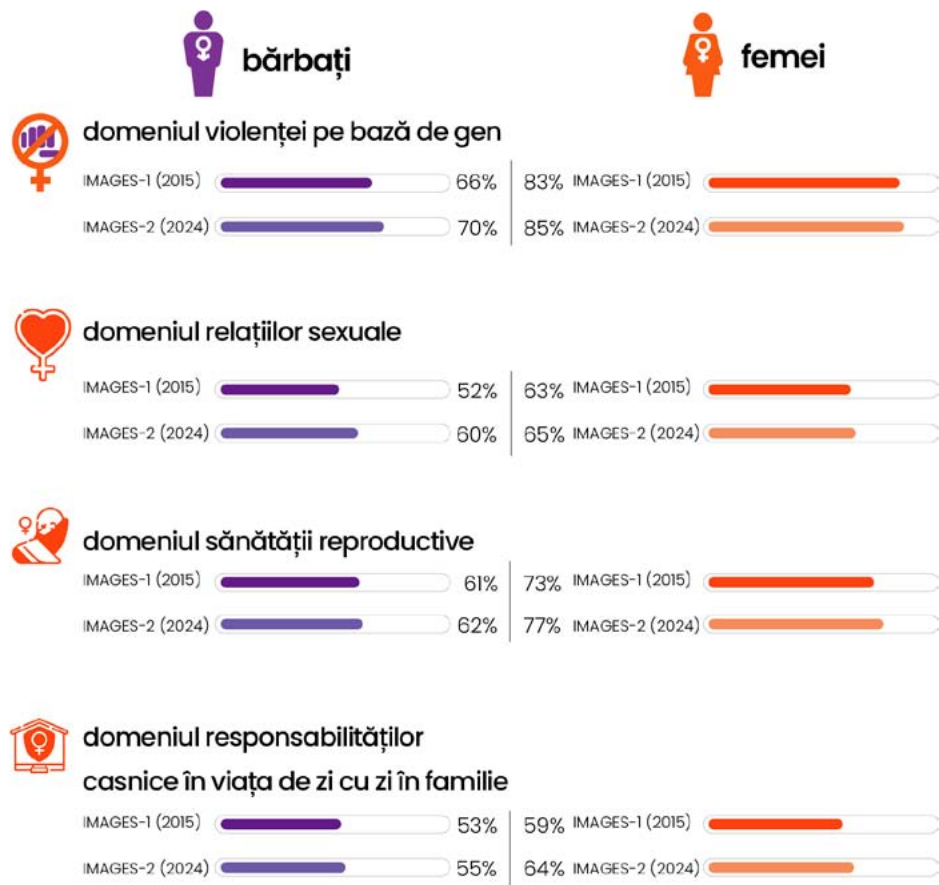 bărbați femei
domeniul violenței pe bază de gen
IMAGES-1 (2015) 66% 83% IMAGES-1 (2015)
IMAGES-2 (2024) 70% 85% IMAGES-2 (2024)
domeniul relațiilor sexuale
IMAGES-1 (2015) 52% 63% IMAGES-1 (2015)
IMAGES-2 (2024) 60% 65% IMAGES-2 (2024)
domeniul sănătății reproductive
IMAGES-1 (2015) 61% 73% IMAGES-1 (2015)
IMAGES-2 (2024) 62% 77% IMAGES-2 (2024)
domeniul responsabilităților
casnice în viața de zi cu zi în familie
IMAGES-1 (2015) 53% 59% IMAGES-1 (2015)
IMAGES-2 (2024) 55% 64% IMAGES-2 (2024)